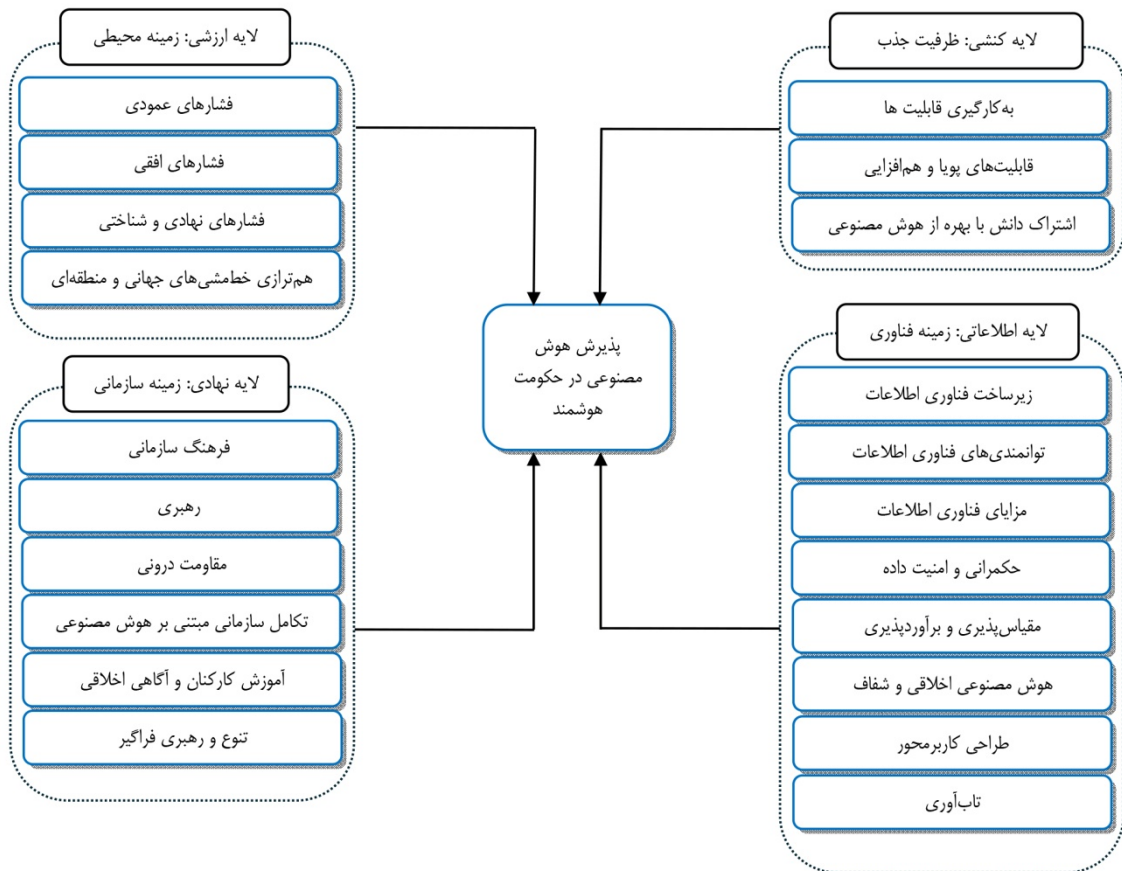 لایه کنشی: ظرفیت جذب
به‌کارگیری قابلیت ها
قابلیت‌های پویا و هم‌افزایی
اشتراک دانش با بهره از هوش مصنوعی
لایه ارزشی: زمینه محیطی
فشارهای عمودی
فشارهای افقی
فشارهای نهادی و شناختی
هم‌ترازی خط‌مشی‌های جهانی و منطقه‌ای
پذیرش هوش
مصنوعی در حکومت
هوشمند
لایه اطلاعاتی: زمینه فناوری
زیرساخت فناوری اطلاعات
توانمندی‌های فناوری اطلاعات
مزایای فناوری اطلاعات
حکمرانی و امنیت داده
مقیاس‌پذیری و برآوردپذیری
هوش مصنوعی اخلاقی و شفاف
طراحی کاربرمحور
تاب‌آوری
لایه نهادی: زمینه سازمانی
فرهنگ سازمانی
رهبری
مقاومت درونی
تکامل سازمانی مبتنی بر هوش مصنوعی
آموزش کارکنان و آگاهی اخلاقی
تنوع و رهبری فراگیر